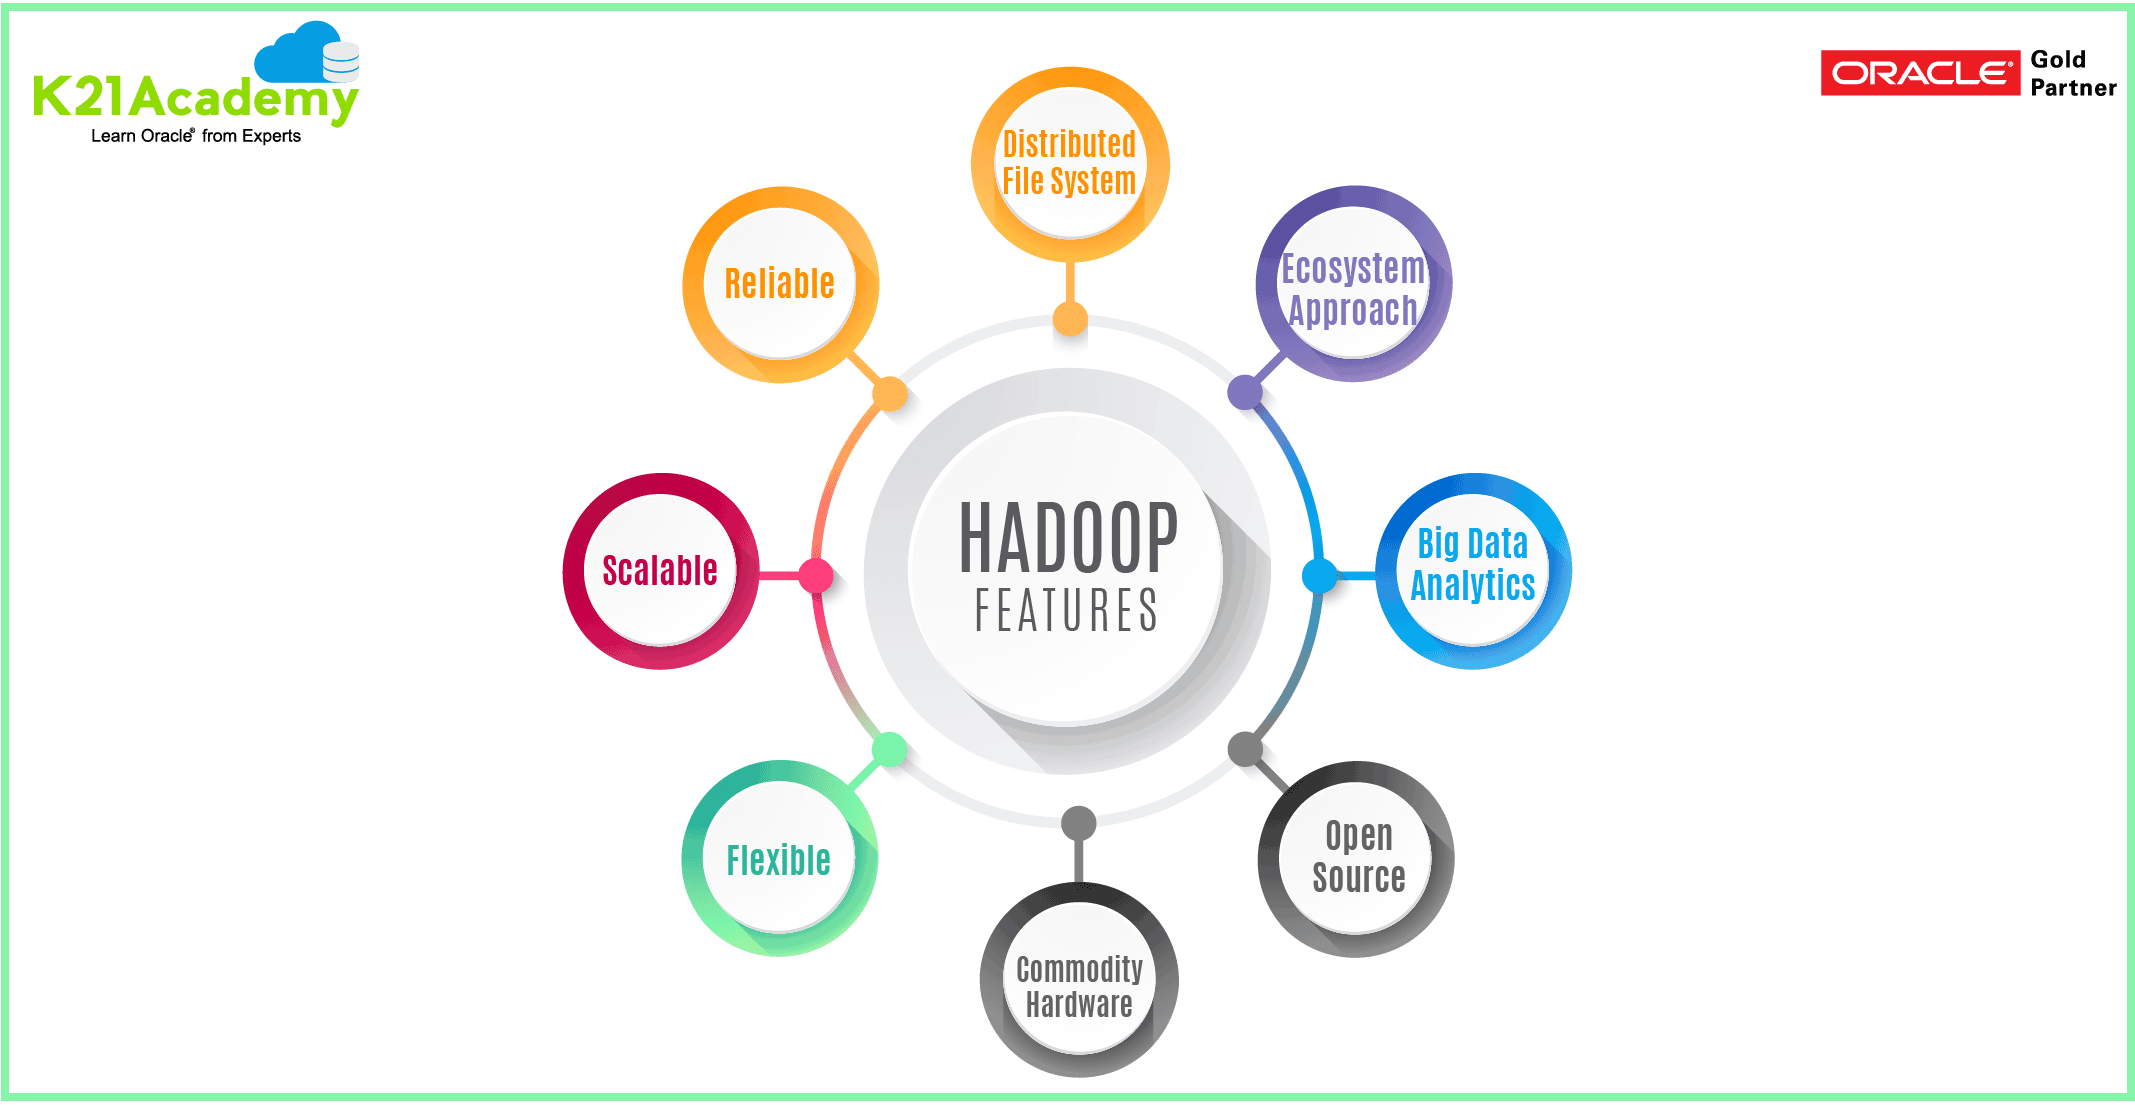 K21Academy
Learn Oracle® from Experts
ORACLE®
Gold
Partner
Distributed
File System
Reliable
Ecosystem
Approach
Scalable
HADOOP
FEATURES
Big Data
Analytics
Flexible
Open
Source
Commodity
Hardware